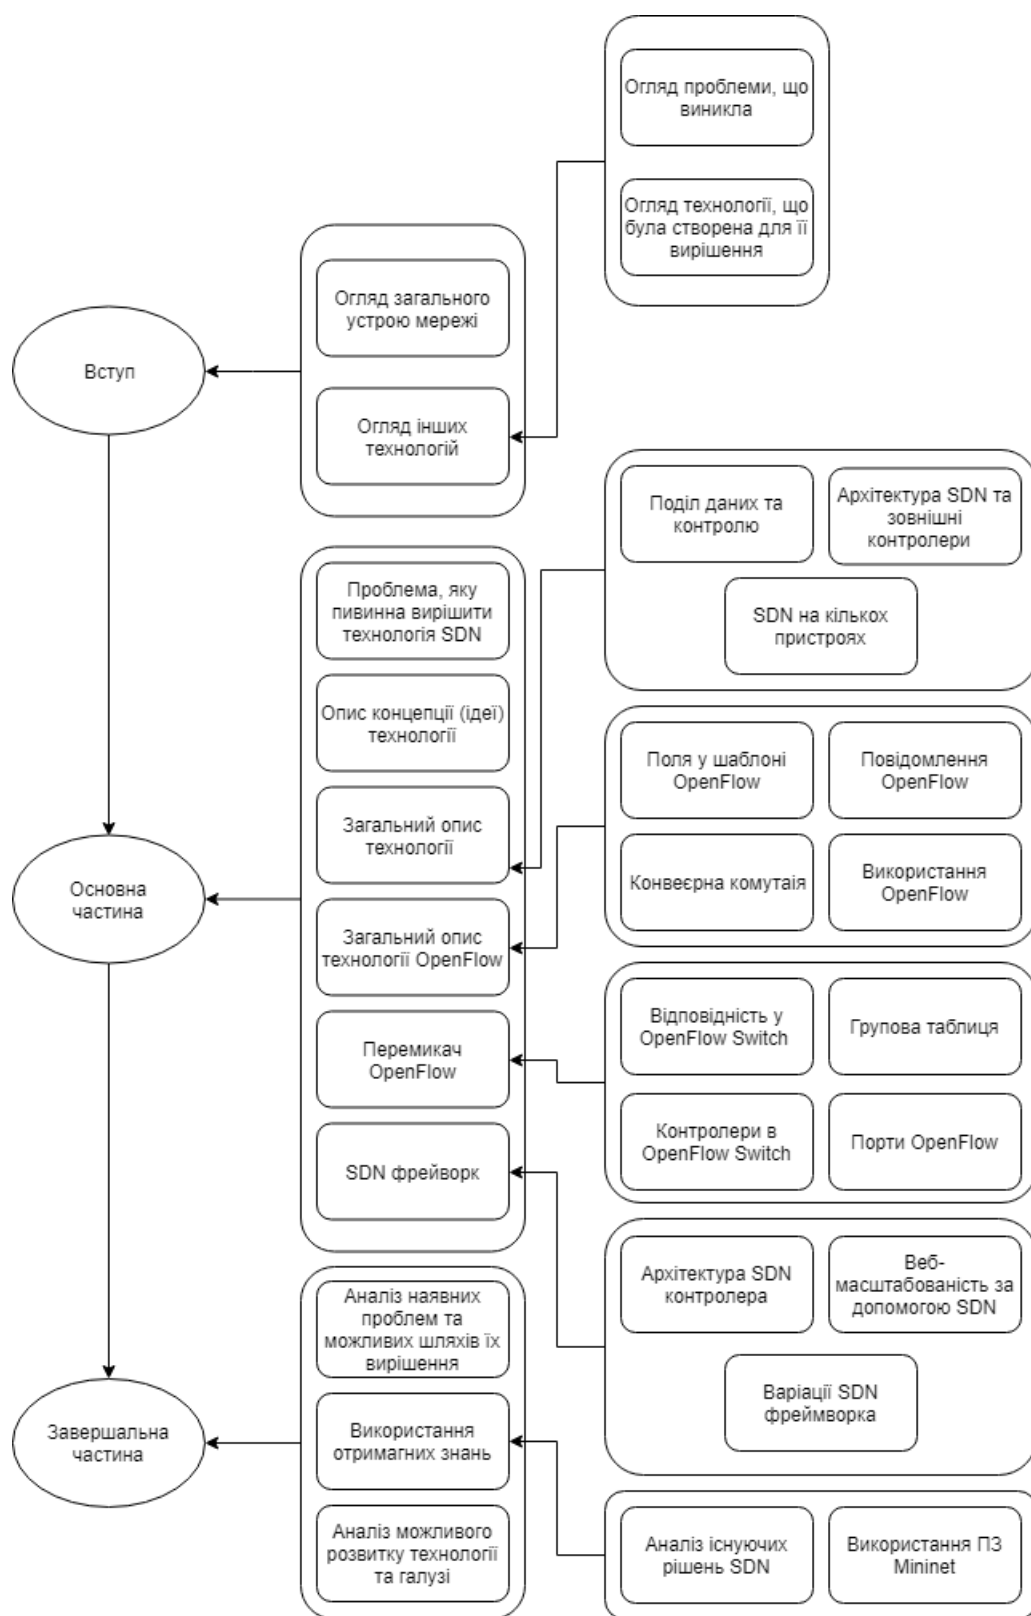 Огляд проблеми, що
виникла
Огляд технології, що
була створена для її
вирішення
Огляд загального
устрою мережі
Вступ
Огляд інших
технологій
Поділ даних та
контролю
Архітектура SDN та
зовнішні
контролери
SDN на кількох
пристроях
Проблема, яку
пивинна вирішити
технологія SDN
Опис концепції (ідеї)
технології
Загальний опис
технології
Поля у шаблоні
OpenFlow
Повідомлення
OpenFlow
Конвеєрна комутаія
Використання
OpenFlow
Основна
частина
Загальний опис
технології OpenFlow
Перемикач
OpenFlow
SDN фрейворк
Відповідність у
OpenFlow Switch
Групова таблиця
Контролери в
OpenFlow Switch
Порти OpenFlow
Архітектура SDN
контролера
Веб-
масштабованість за
допомогою SDN
Варіації SDN
фреймворка
Аналіз наявних
проблем та
можливих шляхів їх
вирішення
Завершальна
частина
Використання
отримагних знань
Аналіз можливого
розвитку технології
та галузі
Аналіз існуючих
рішень SDN
Використання ПЗ
Mininet